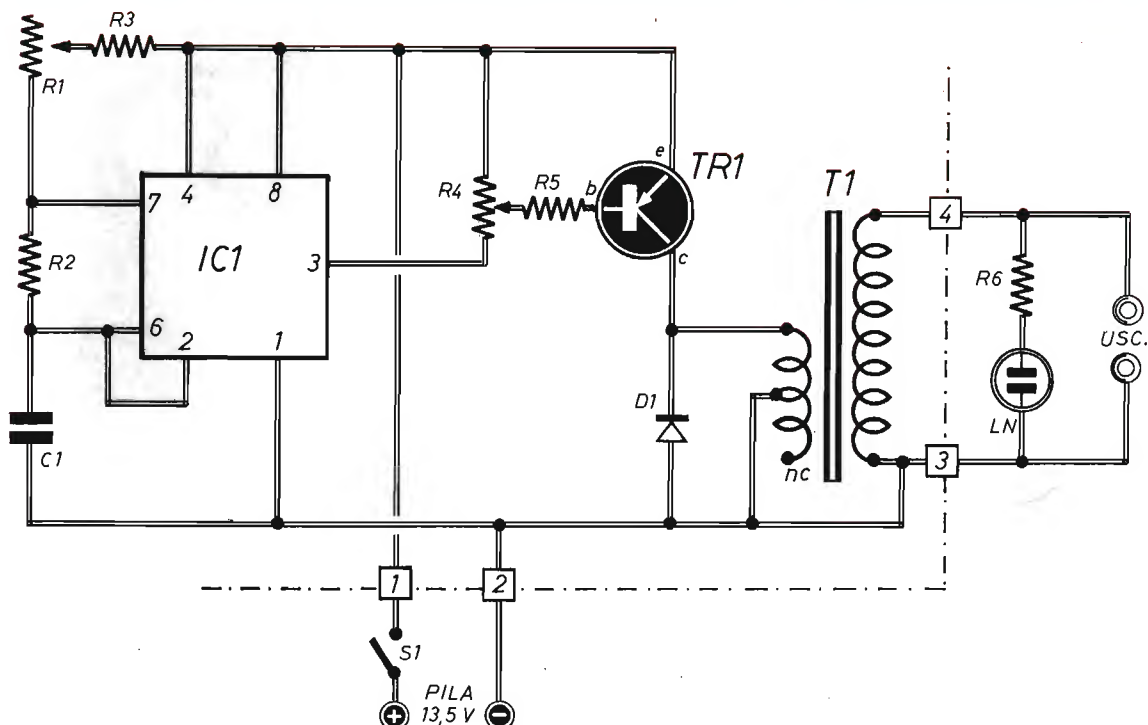 R3
R1
e
TR1
T1
R4
R5
b
4
8
7
4
R2
IC1
3
c
R6
USC.
6
2
1
D1
LN
C1
nc
3
1
2
S1
PILA
13,5 V
+
-